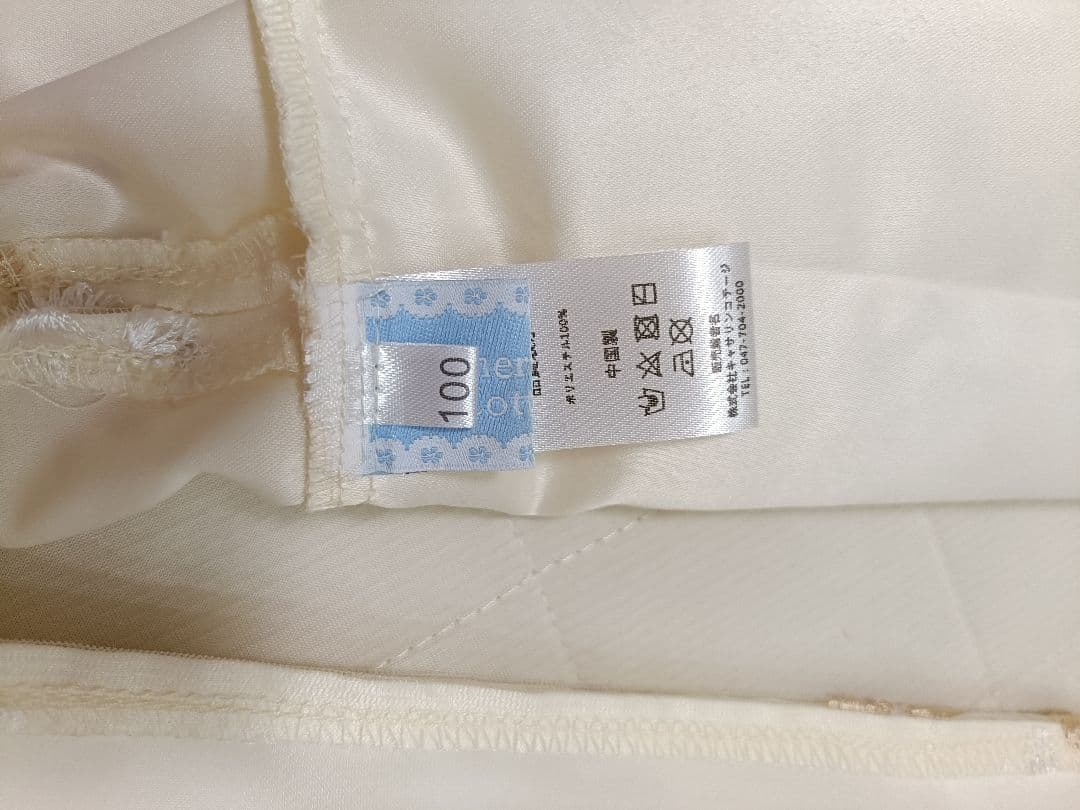 100
ポリエステル100%
中国製
販売業者名
株式会社キャサリンコテージ
TEL:047-704-2000